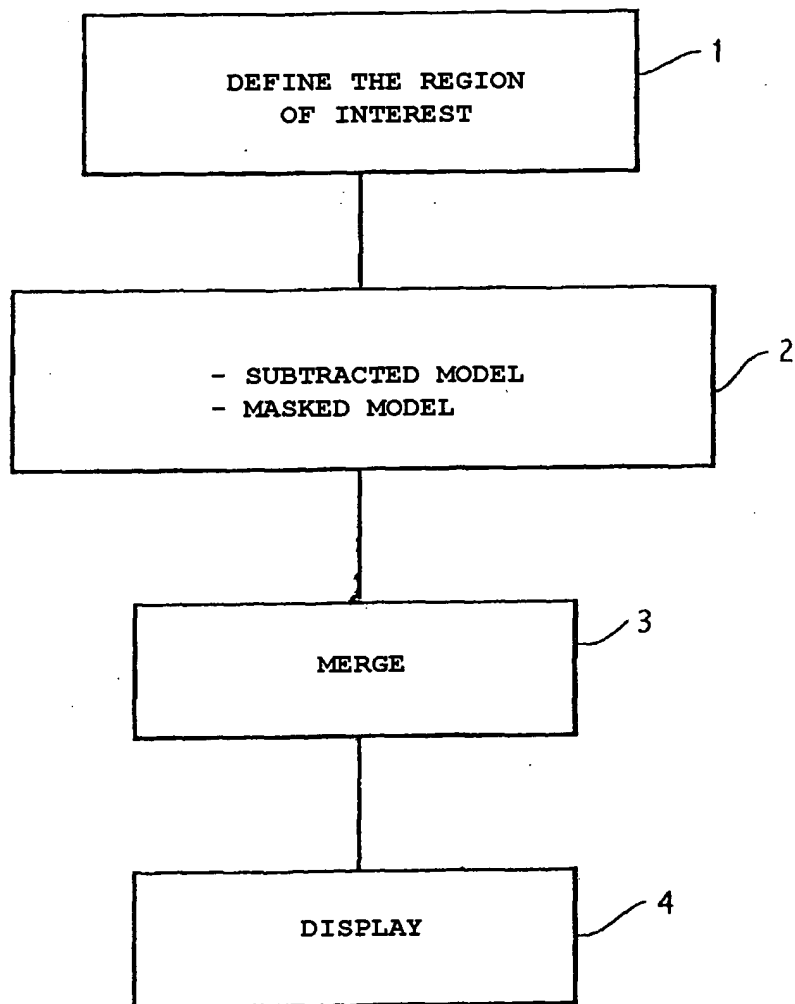 1
DEFINE THE REGION
OF INTEREST
2
- SUBTRACTED MODEL
- MASKED MODEL
3
MERGE
4
DISPLAY